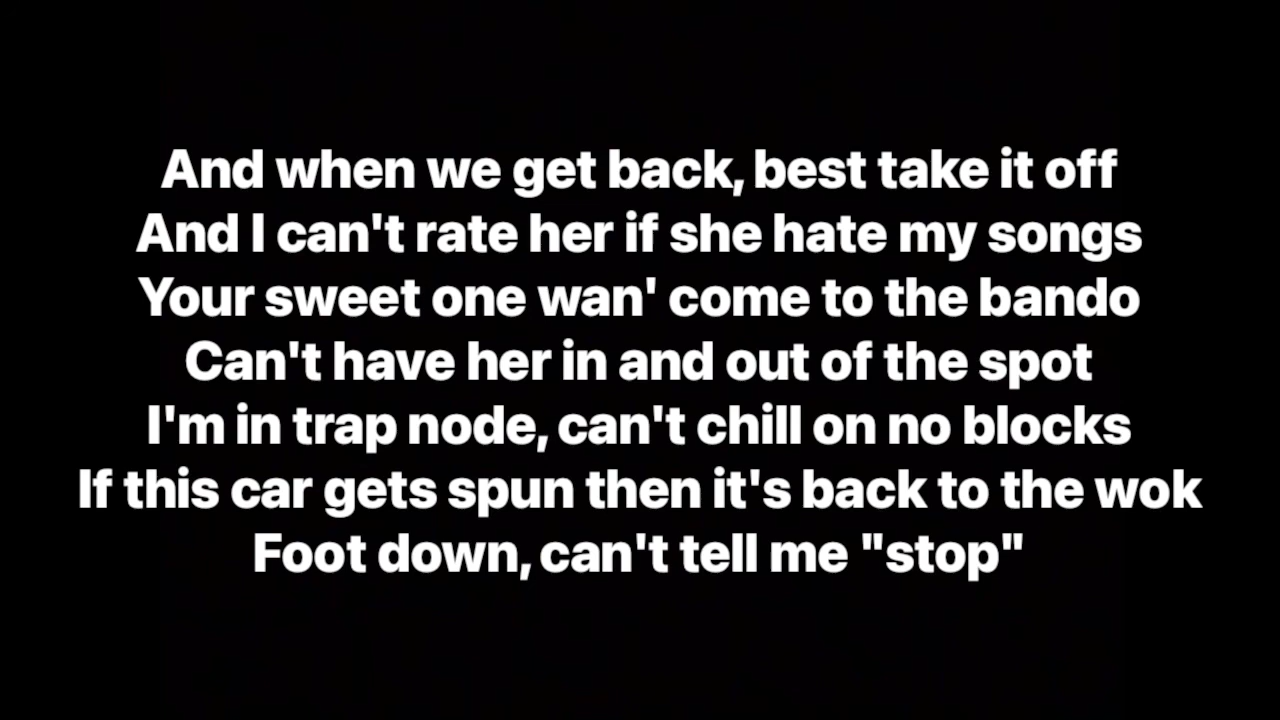 And when we get back, best take it off
And I can't rate her if she hate my songs
Your sweet one wan' come to the bando
Can't have her in and out of the spot
I'm in trap node, can't chill on no blocks
If this car gets spun then it's back to the wok
Foot down, can't tell me "stop"